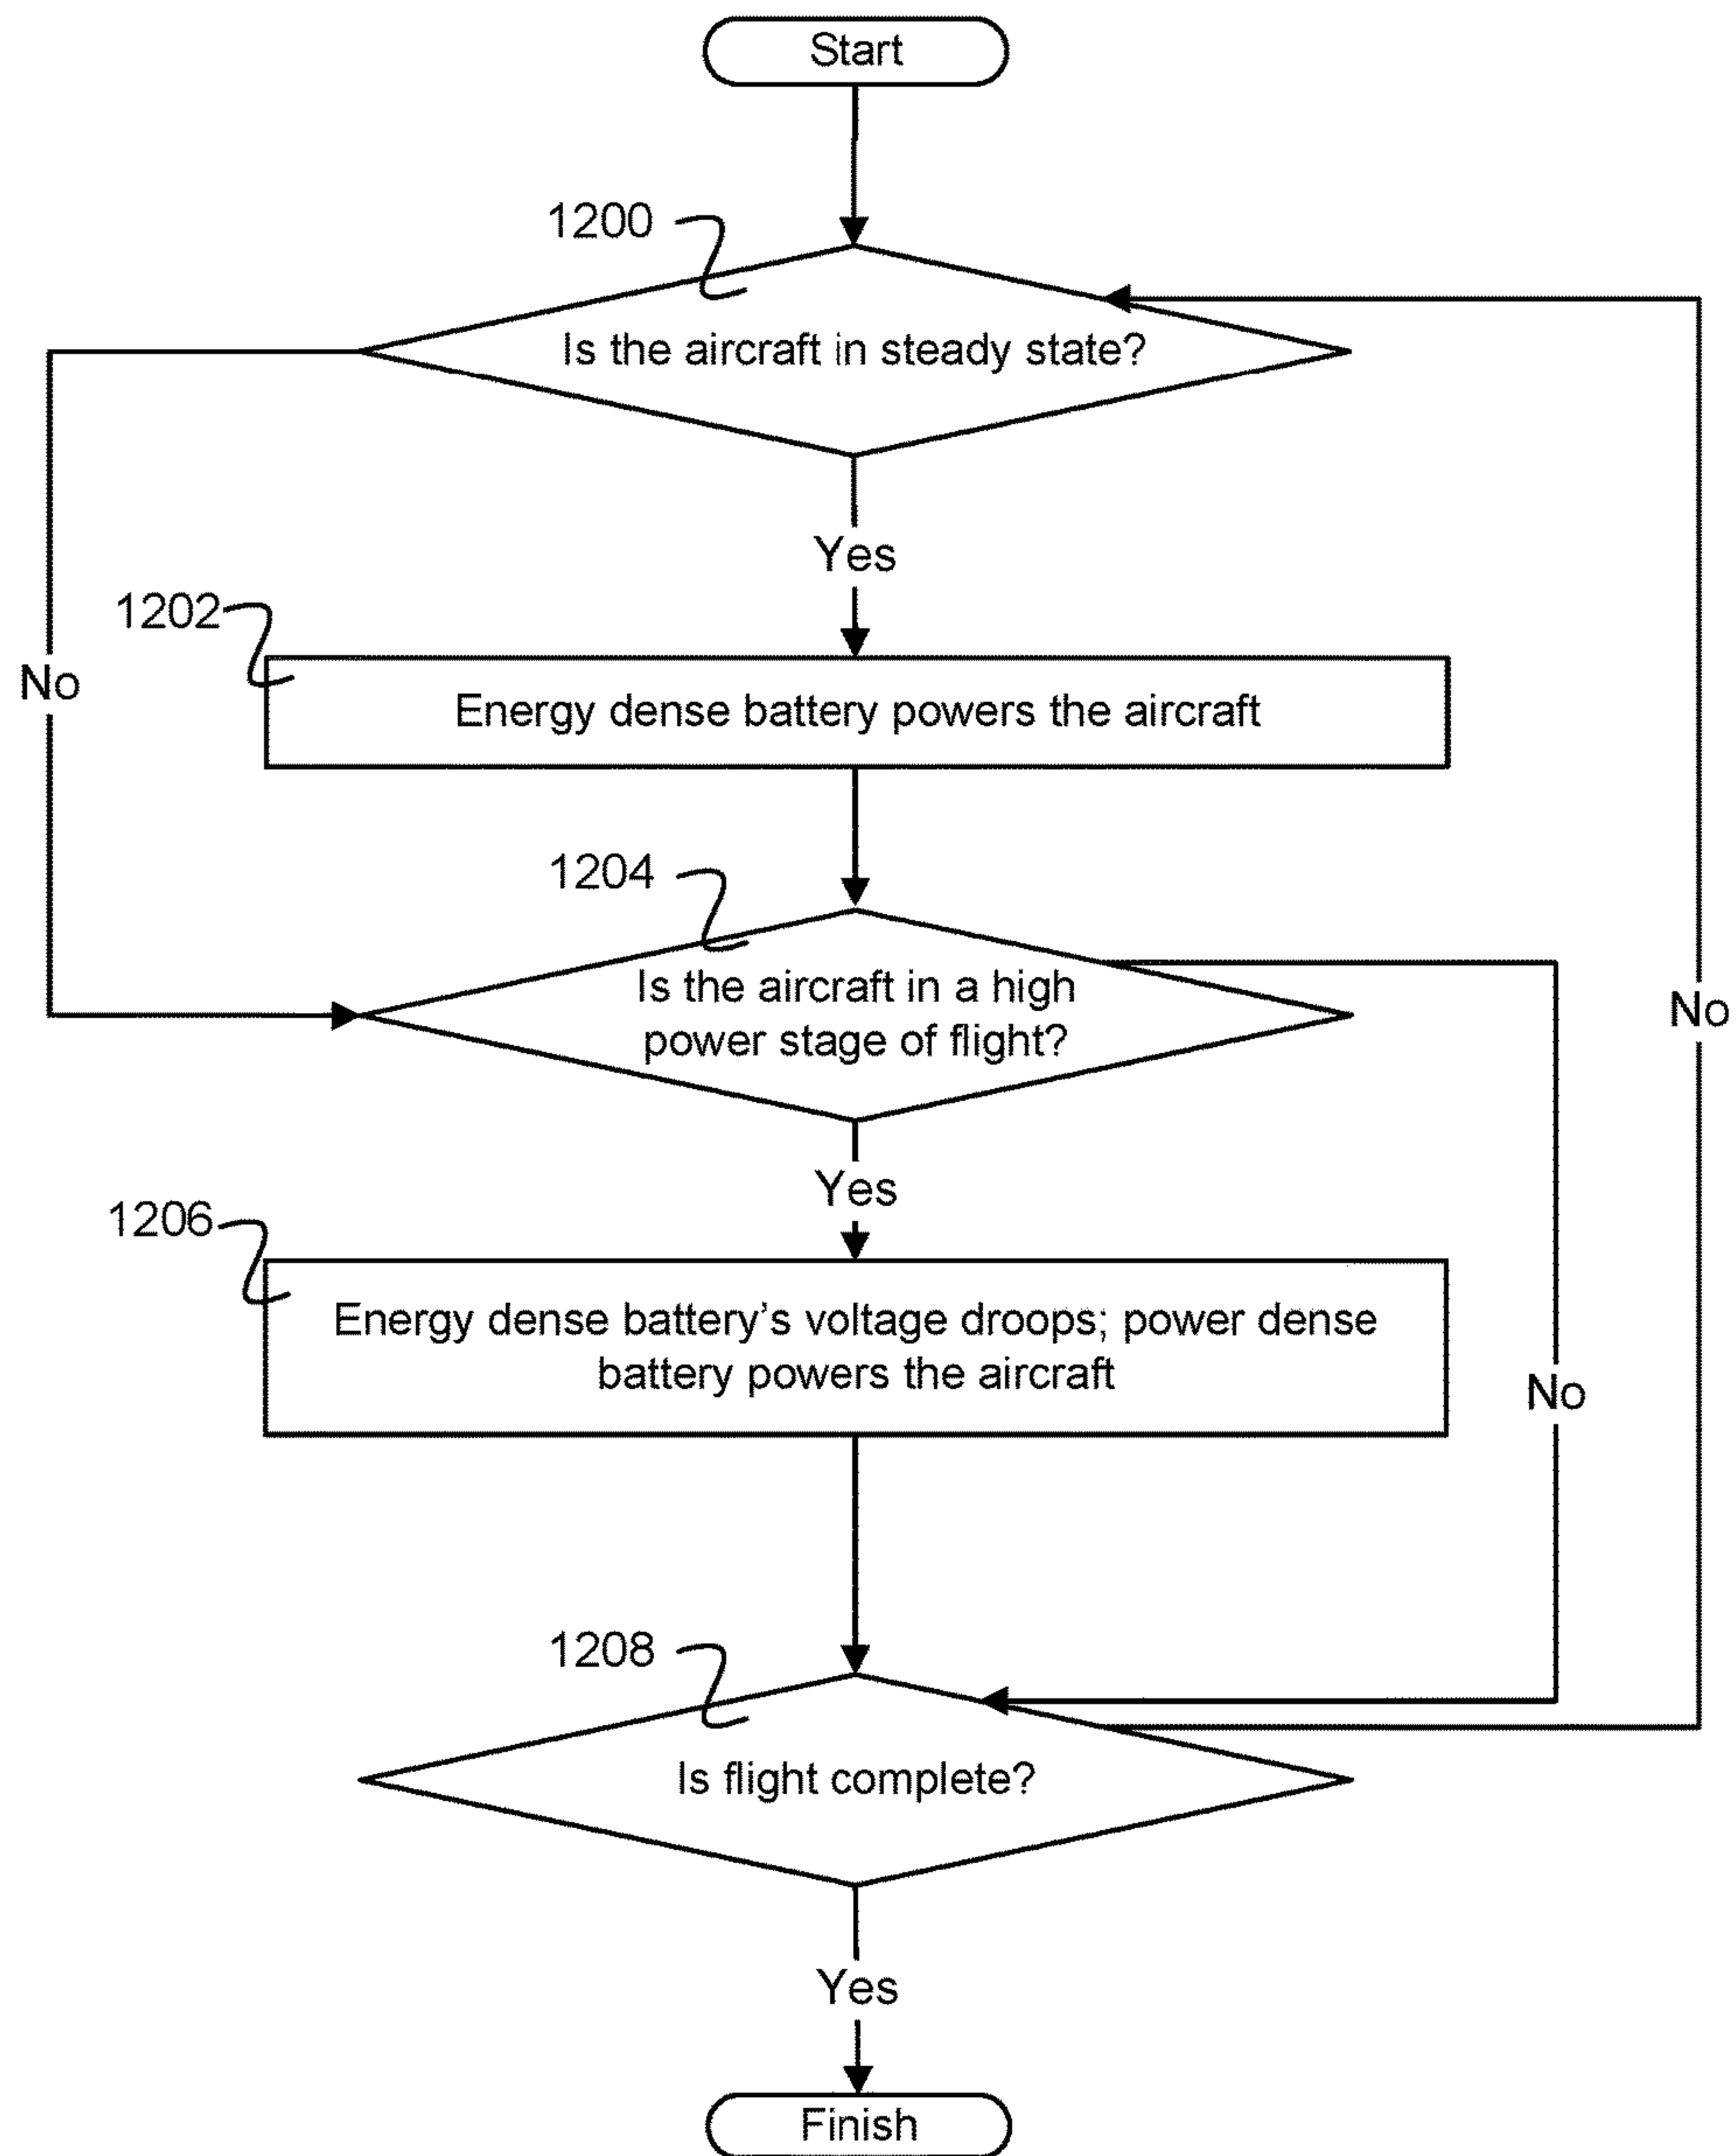 Start
1200
Is the aircraft in steady state?
Yes
1202
No
Energy dense battery powers the aircraft
1204
Is the aircraft in a high
power stage of flight?
No
Yes
1206
Energy dense battery's voltage droops; power dense
battery powers the aircraft
No
1208
Is flight complete?
Yes
Finish